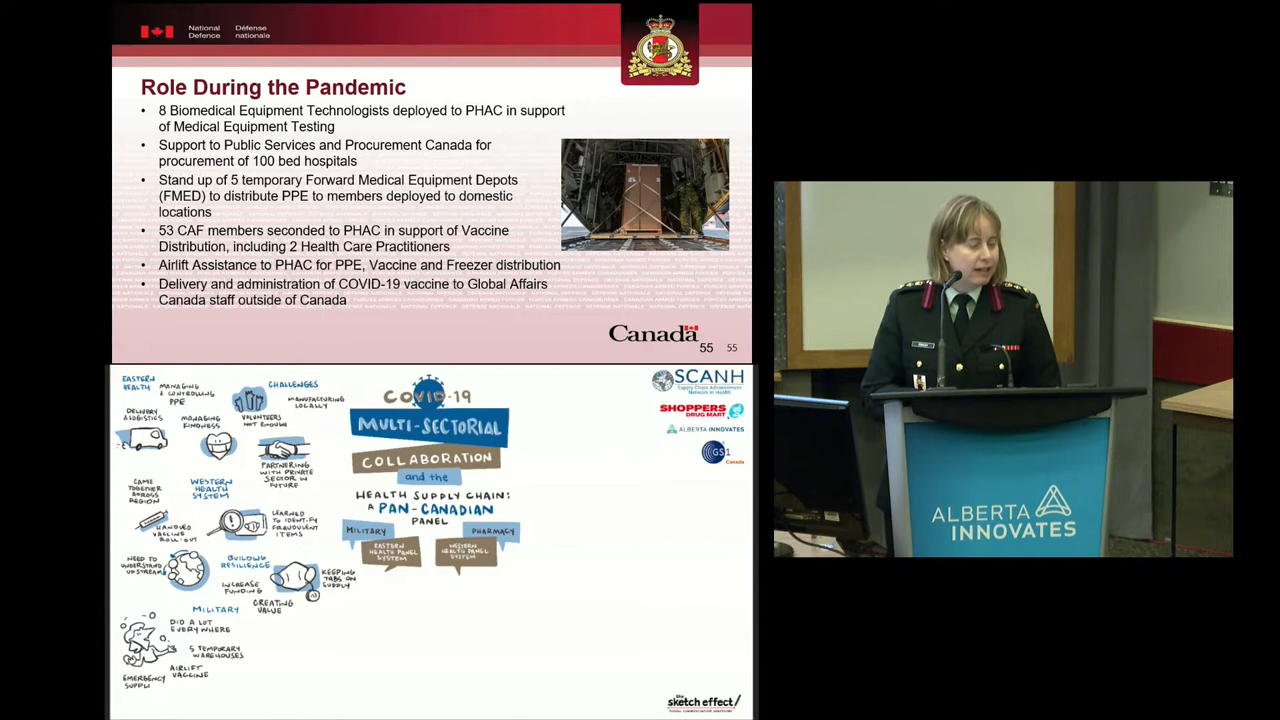 National
Defence
Défense
nationale
Role During the Pandemic
• 8 Biomedical Equipment Technologists deployed to PHAC in support
of Medical Equipment Testing
• Support to Public Services and Procurement Canada for
procurement of 100 bed hospitals
• Stand up of 5 temporary Forward Medical Equipment Depots
(FMED) to distribute PPE to members deployed to domestic
locations
• 53 CAF members seconded to PHAC in support of Vaccine
Distribution, including 2 Health Care Practitioners
• Airlift Assistance to PHAC for PPE, Vaccine and Freezer distribution
• Delivery and administration of COVID-19 vaccine to Global Affairs
Canada staff outside of Canada
Canada
55 55
EASTERN
HEALTH
MANAGING
& CONTROLLING
PPE
CHALLENGES
MANUFACTURING
LOCALLY
DELIVERY
& LOGISTICS
MANAGING
KINDNESS
VOLUNTEERS
NOT ENOUGH
PARTNERING
WITH PRIVATE
SECTOR IN
FUTURE
CAME
TOGETHER
ACROSS
REGION
WESTERN
HEALTH
SYSTEM
HANDLED
VACCINE
ROLL-OUT
LEARNED
TO IDENTIFY
FRAUDULENT
ITEMS
NEED TO
UNDERSTAND
UPSTREAM
BUILDING
RESILIENCE
INCREASE
FUNDING
KEEPING
TABS ON
SUPPLY
CREATING
VALUE
MILITARY
DID A LOT
EVERYWHERE
5 TEMPORARY
WAREHOUSES
AIRLIFT
VACCINE
EMERGENCY
SUPPLI
COVID-19
MULTI-SECTORIAL
COLLABORATION
and the
HEALTH SUPPLY CHAIN:
A PAN-CANADIAN
PANEL
MILITARY
PHARMACY
EASTERN
HEALTH PANEL
SYSTEM
WESTERN
HEALTH PANEL
SYSTEM
SCANH
Supply Chain Advancement
Network in Health
SHOPPERS
DRUG MART
ALBERTA INNOVATES
GS1
Canada
the
sketch effect/
ALBERTA
INNOVATES